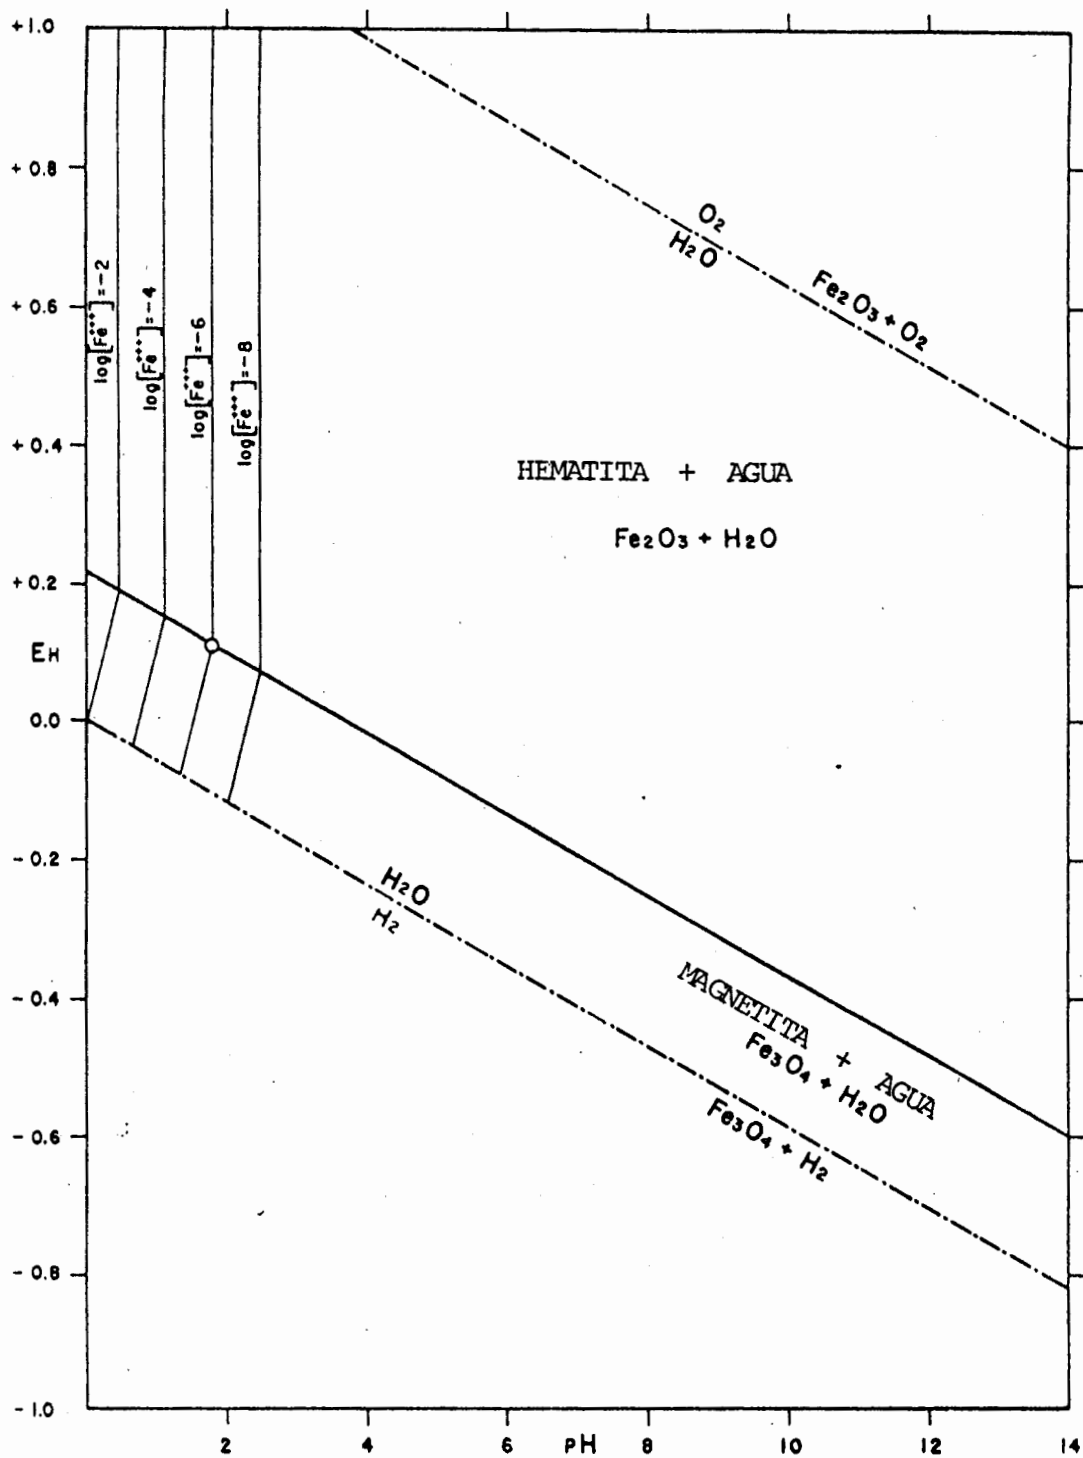 +1.0
+0.8
+0.6
+0.4
+0.2
EH
0.0
-0.2
-0.4
-0.6
-0.8
-1.0
2
4
6
pH
8
10
12
14
log[Fe+++]=-2
log[Fe+++]=-4
log[Fe+++]=-6
log[Fe+++]=-8
O2
H2O
Fe2O3 + O2
HEMATITA + AGUA
Fe2O3 + H2O
H2O
H2
MAGNETITA + AGUA
Fe3O4 + H2O
Fe3O4 + H2